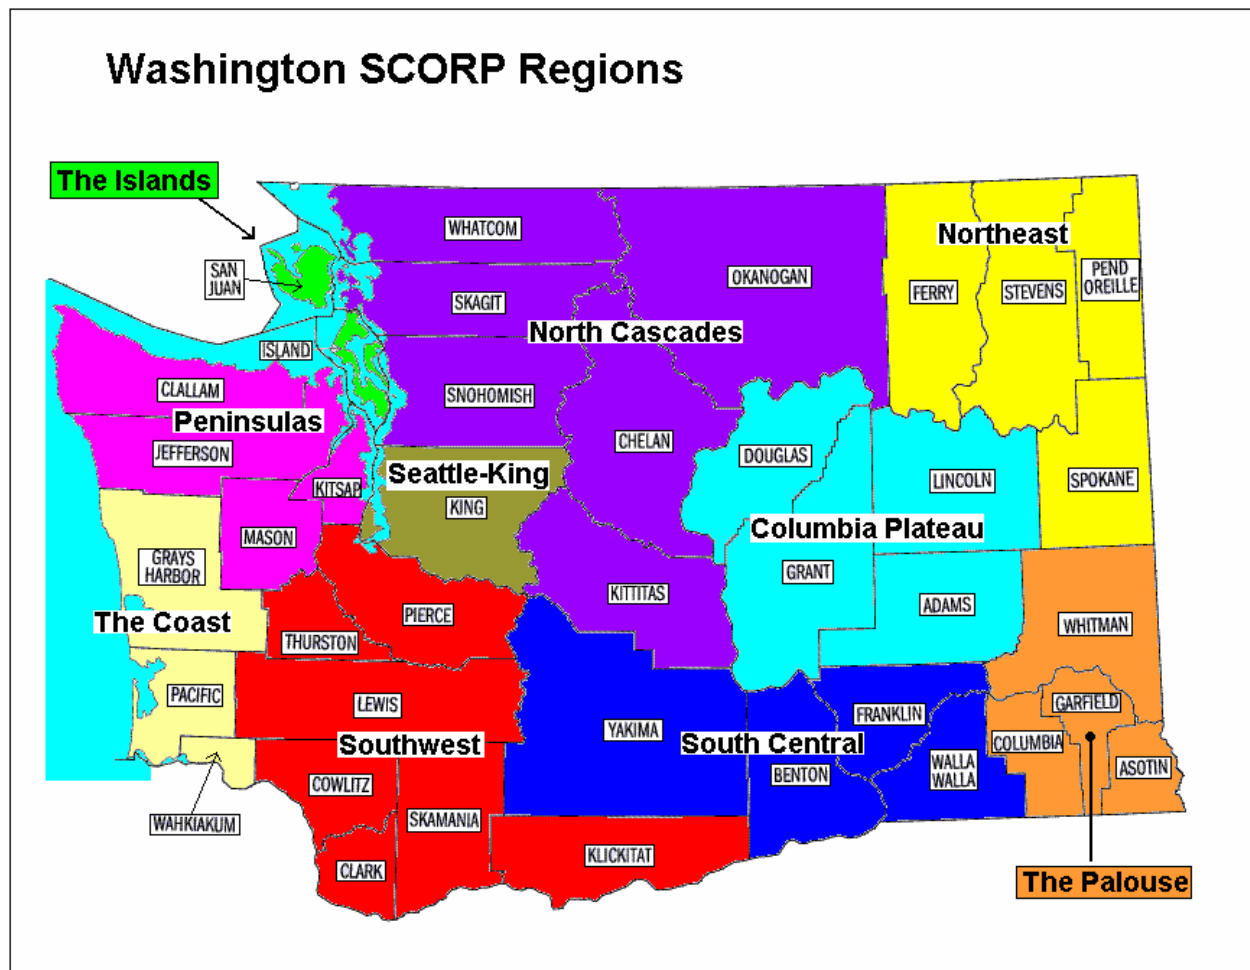 Washington SCORP Regions
The Islands
WHATCOM
Northeast
SAN
JUAN
OKANOGAN
PEND
OREILLE
FERRY
STEVENS
SKAGIT
North Cascades
ISLAND
CLALLAM
SNOHOMISH
Peninsulas
CHELAN
JEFFERSON
DOUGLAS
Seattle-King
LINCOLN
SPOKANE
KITSAP
KING
Columbia Plateau
MASON
GRAYS
HARBOR
GRANT
KITTITAS
ADAMS
PIERCE
The Coast
WHITMAN
THURSTON
PACIFIC
LEWIS
GARFIELD
FRANKLIN
YAKIMA
Southwest
South Central
COLUMBIA
WALLA
WALLA
BENTON
ASOTIN
COWLITZ
WAHKIAKUM
SKAMANIA
KLICKITAT
CLARK
The Palouse